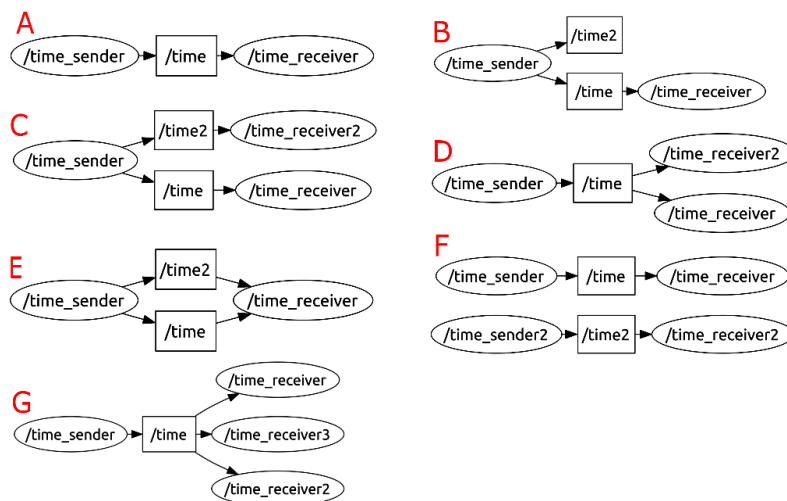 A
/time_sender /time /time_receiver
B
/time2
/time_sender
/time /time_receiver
C
/time2 /time_receiver2
/time_sender
/time /time_receiver
D
/time_receiver2
/time_sender /time
/time_receiver
E
/time2
/time_sender /time_receiver
/time
F
/time_sender /time /time_receiver
/time_sender2 /time2 /time_receiver2
G
/time_receiver
/time_sender /time /time_receiver3
/time_receiver2